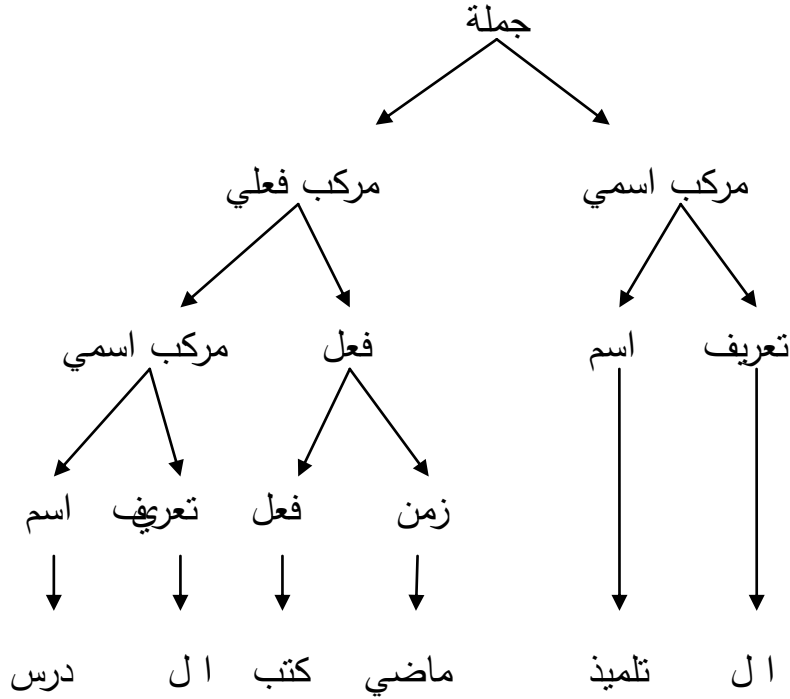 جملة
مركب اسمي مركب فعلي
تعريف اسم فعل مركب اسمي
زمن فعل تعريف اسم
ا ل تلميذ ماضي كتب ا ل درس